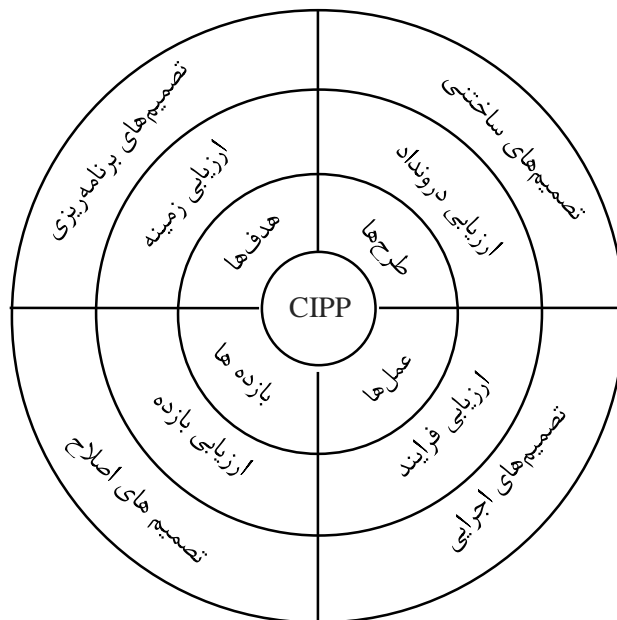 تصمیم‌های برنامه‌ریزی
تصمیم‌های ساختنی
ارزیابی زمینه
ارزیابی درونداد
هدف‌ها
طرح‌ها
CIPP
بازده ها
عمل‌ها
ارزیابی بازده
ارزیابی فرایند
تصمیم های اصلاح
تصمیم‌های اجرایی